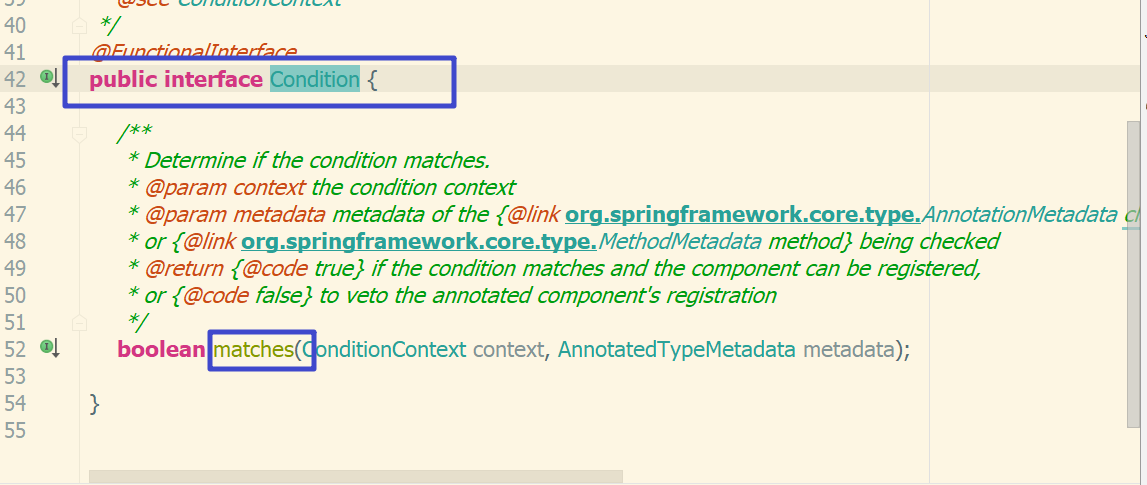 39 * @see ConditionContext
40 */
41 @FunctionalInterface
42 public interface Condition {
43
44 /**
45 * Determine if the condition matches.
46 * @param context the condition context
47 * @param metadata metadata of the {@link org.springframework.core.type.AnnotationMetadata
48 * or {@link org.springframework.core.type.MethodMetadata method} being checked
49 * @return {@code true} if the condition matches and the component can be registered,
50 * or {@code false} to veto the annotated component's registration
51 */
52 boolean matches(ConditionContext context, AnnotatedTypeMetadata metadata);
53
54 }
55